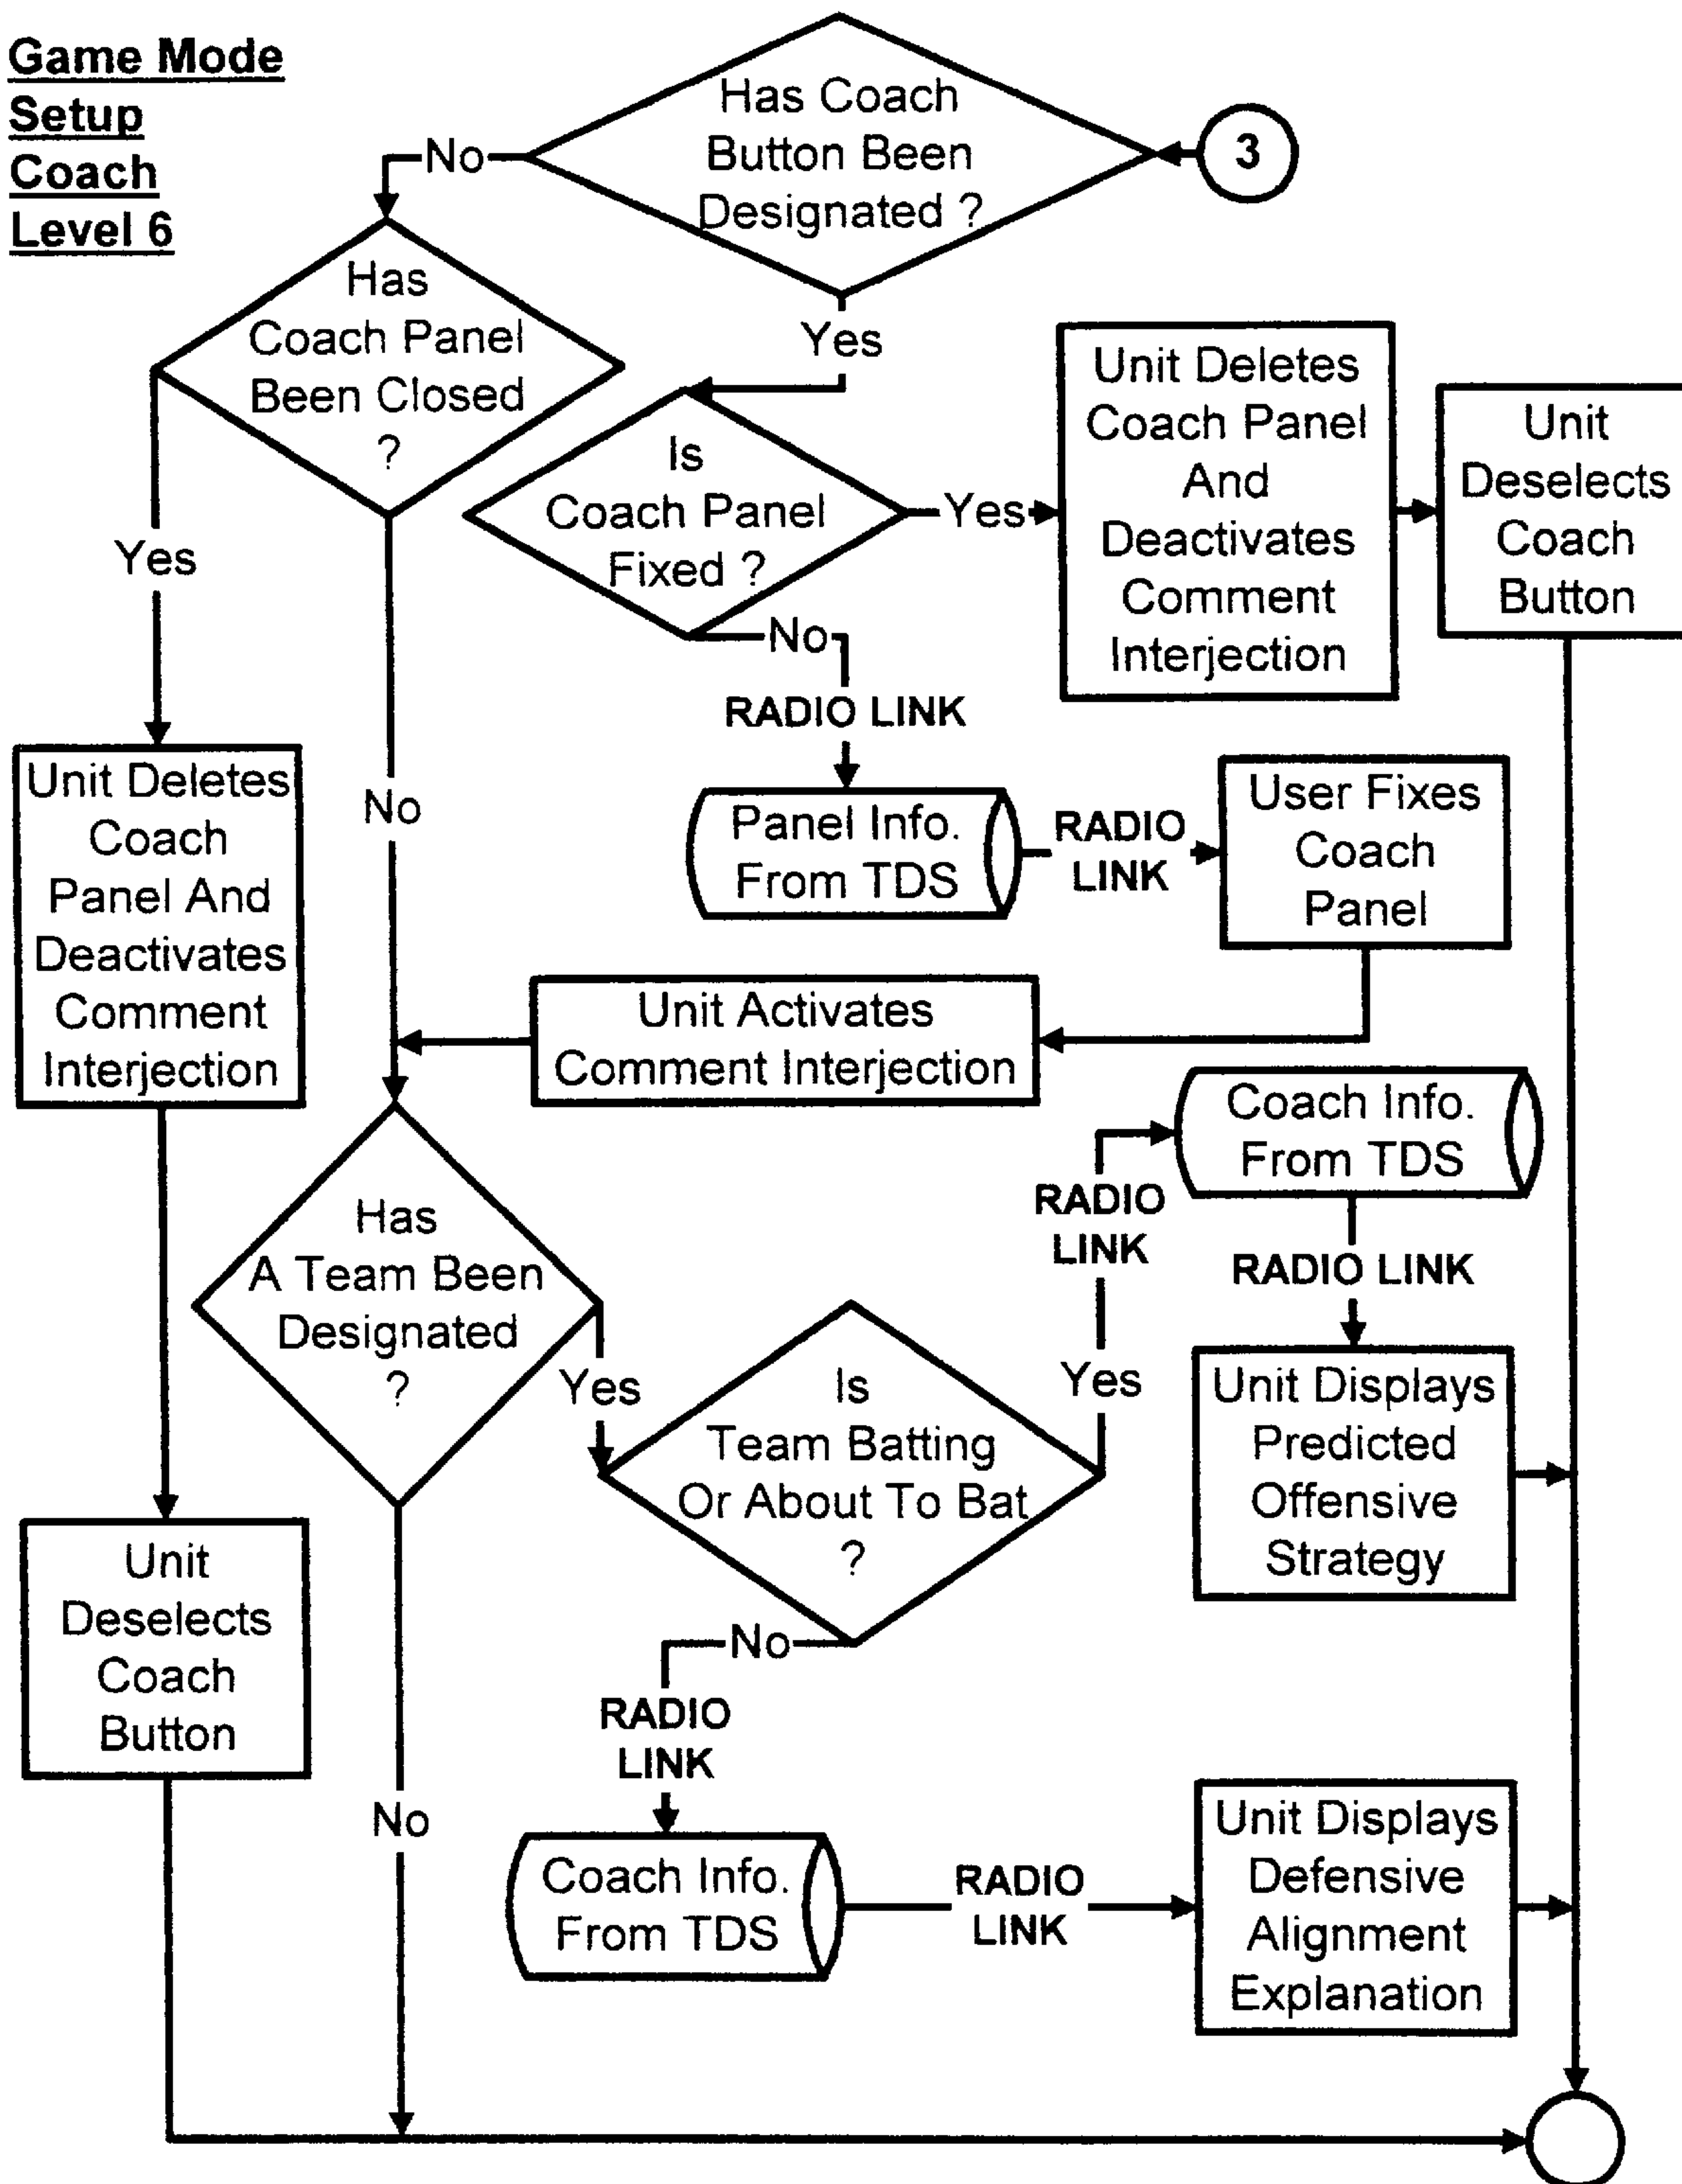 Game Mode
Setup
Coach
Level 6
Has Coach
Button Been
Designated ?
3
No
Yes
Has
Coach Panel
Been Closed
?
Yes
No
Is
Coach Panel
Fixed ?
Yes
No
Unit Deletes
Coach Panel
And
Deactivates
Comment
Interjection
Unit
Deselects
Coach
Button
RADIO LINK
Panel Info.
From TDS
RADIO
LINK
User Fixes
Coach
Panel
Unit Deletes
Coach
Panel And
Deactivates
Comment
Interjection
Unit Activates
Comment Interjection
Has
A Team Been
Designated
?
Yes
No
Is
Team Batting
Or About To Bat
?
Yes
RADIO
LINK
Coach Info.
From TDS
RADIO LINK
Unit Displays
Predicted
Offensive
Strategy
Unit
Deselects
Coach
Button
No
RADIO
LINK
Coach Info.
From TDS
RADIO
LINK
Unit Displays
Defensive
Alignment
Explanation